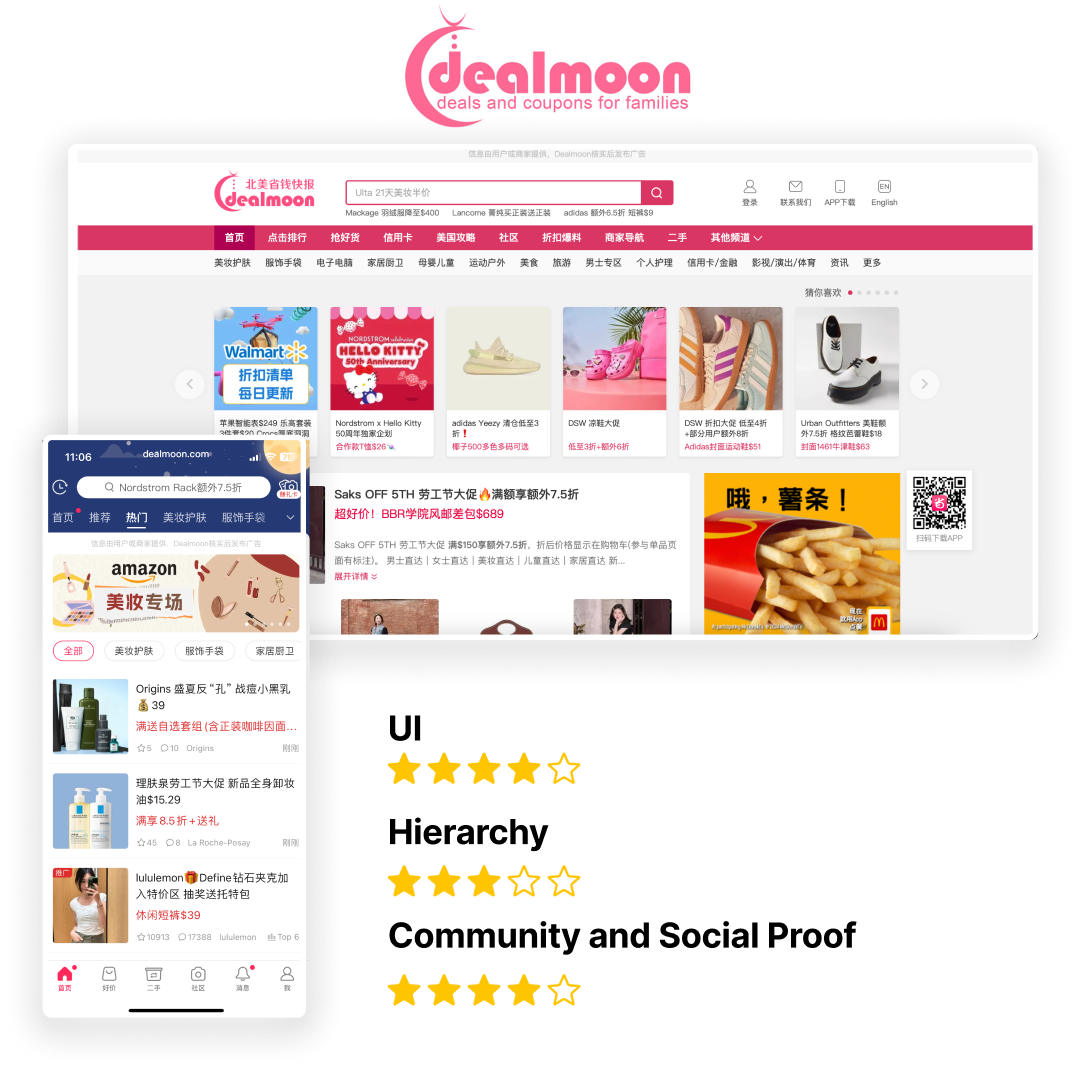 dealmoon
deals and coupons for families
信息由用户或商家提供，Dealmoon核实后发布广告
北美省钱快报
dealmoon
Ulta 21天美妆半价
Mackage 羽绒服降至$400 Lancome 菁纯买正装送正装 adidas 额外6.5折 短裤$9
登录 联系我们 APP下载 EN English
首页 点击排行 抢好货 信用卡 美国攻略 社区 折扣爆料 商家导航 二手 其他频道
美妆护肤 服饰手袋 电子电脑 家居厨卫 母婴儿童 运动户外 美食 旅游 男士专区 个人护理 信用卡/金融 影视/演出/体育 资讯 更多
猜你喜欢
Walmart
折扣清单
每日更新
苹果智能表$249 乐高套装
NORDSTROM celebration
HELLO KITTY
50th Anniversary
Nordstrom x Hello Kitty
50周年独家企划
合作款T恤$26
adidas Yeezy 清仓低至3
折❗
椰子500多色多码可选
DSW 凉鞋大促
低至3折+额外6折
DSW 折扣大促 低至4折
+部分用户额外8折
Adidas封面运动鞋$51
Urban Outfitters 美鞋额
外7.5折 格纹芭蕾鞋$18
封面1461牛津鞋$63
Saks OFF 5TH 劳工节大促🔥满额享额外7.5折
超好价！BBR学院风邮差包$689
Saks OFF 5TH 劳工节大促 满$150享额外7.5折，折后价格显示在购物车(参与单品页
面有标注)。 男士直达｜女士直达｜美妆直达｜儿童直达｜家居直达 新...
展开详情
哦，薯条！
现在
就用App
点餐
扫码下载APP
11:06
dealmoon.com
Nordstrom Rack额外7.5折
赚礼卡
首页 推荐 热门 美妆护肤 服饰手袋
信息由用户或商家提供，Dealmoon核实后发布广告
amazon
美妆专场
全部 美妆护肤 服饰手袋 家居厨卫
Origins 盛夏反“孔” 战痘小黑乳
💰39
满送自选套组 (含正装咖啡因面...
5 10 Origins 刚刚
理肤泉劳工节大促 新品全身卸妆
油$15.29
满享8.5折+送礼
45 8 La Roche-Posay 刚刚
推广
lululemon🎁Define钻石夹克加
入特价区 抽奖送托特包
休闲短裤$39
10913 17388 lululemon Top 6
首页 好价 二手 社区 消息 我
UI
Hierarchy
Community and Social Proof